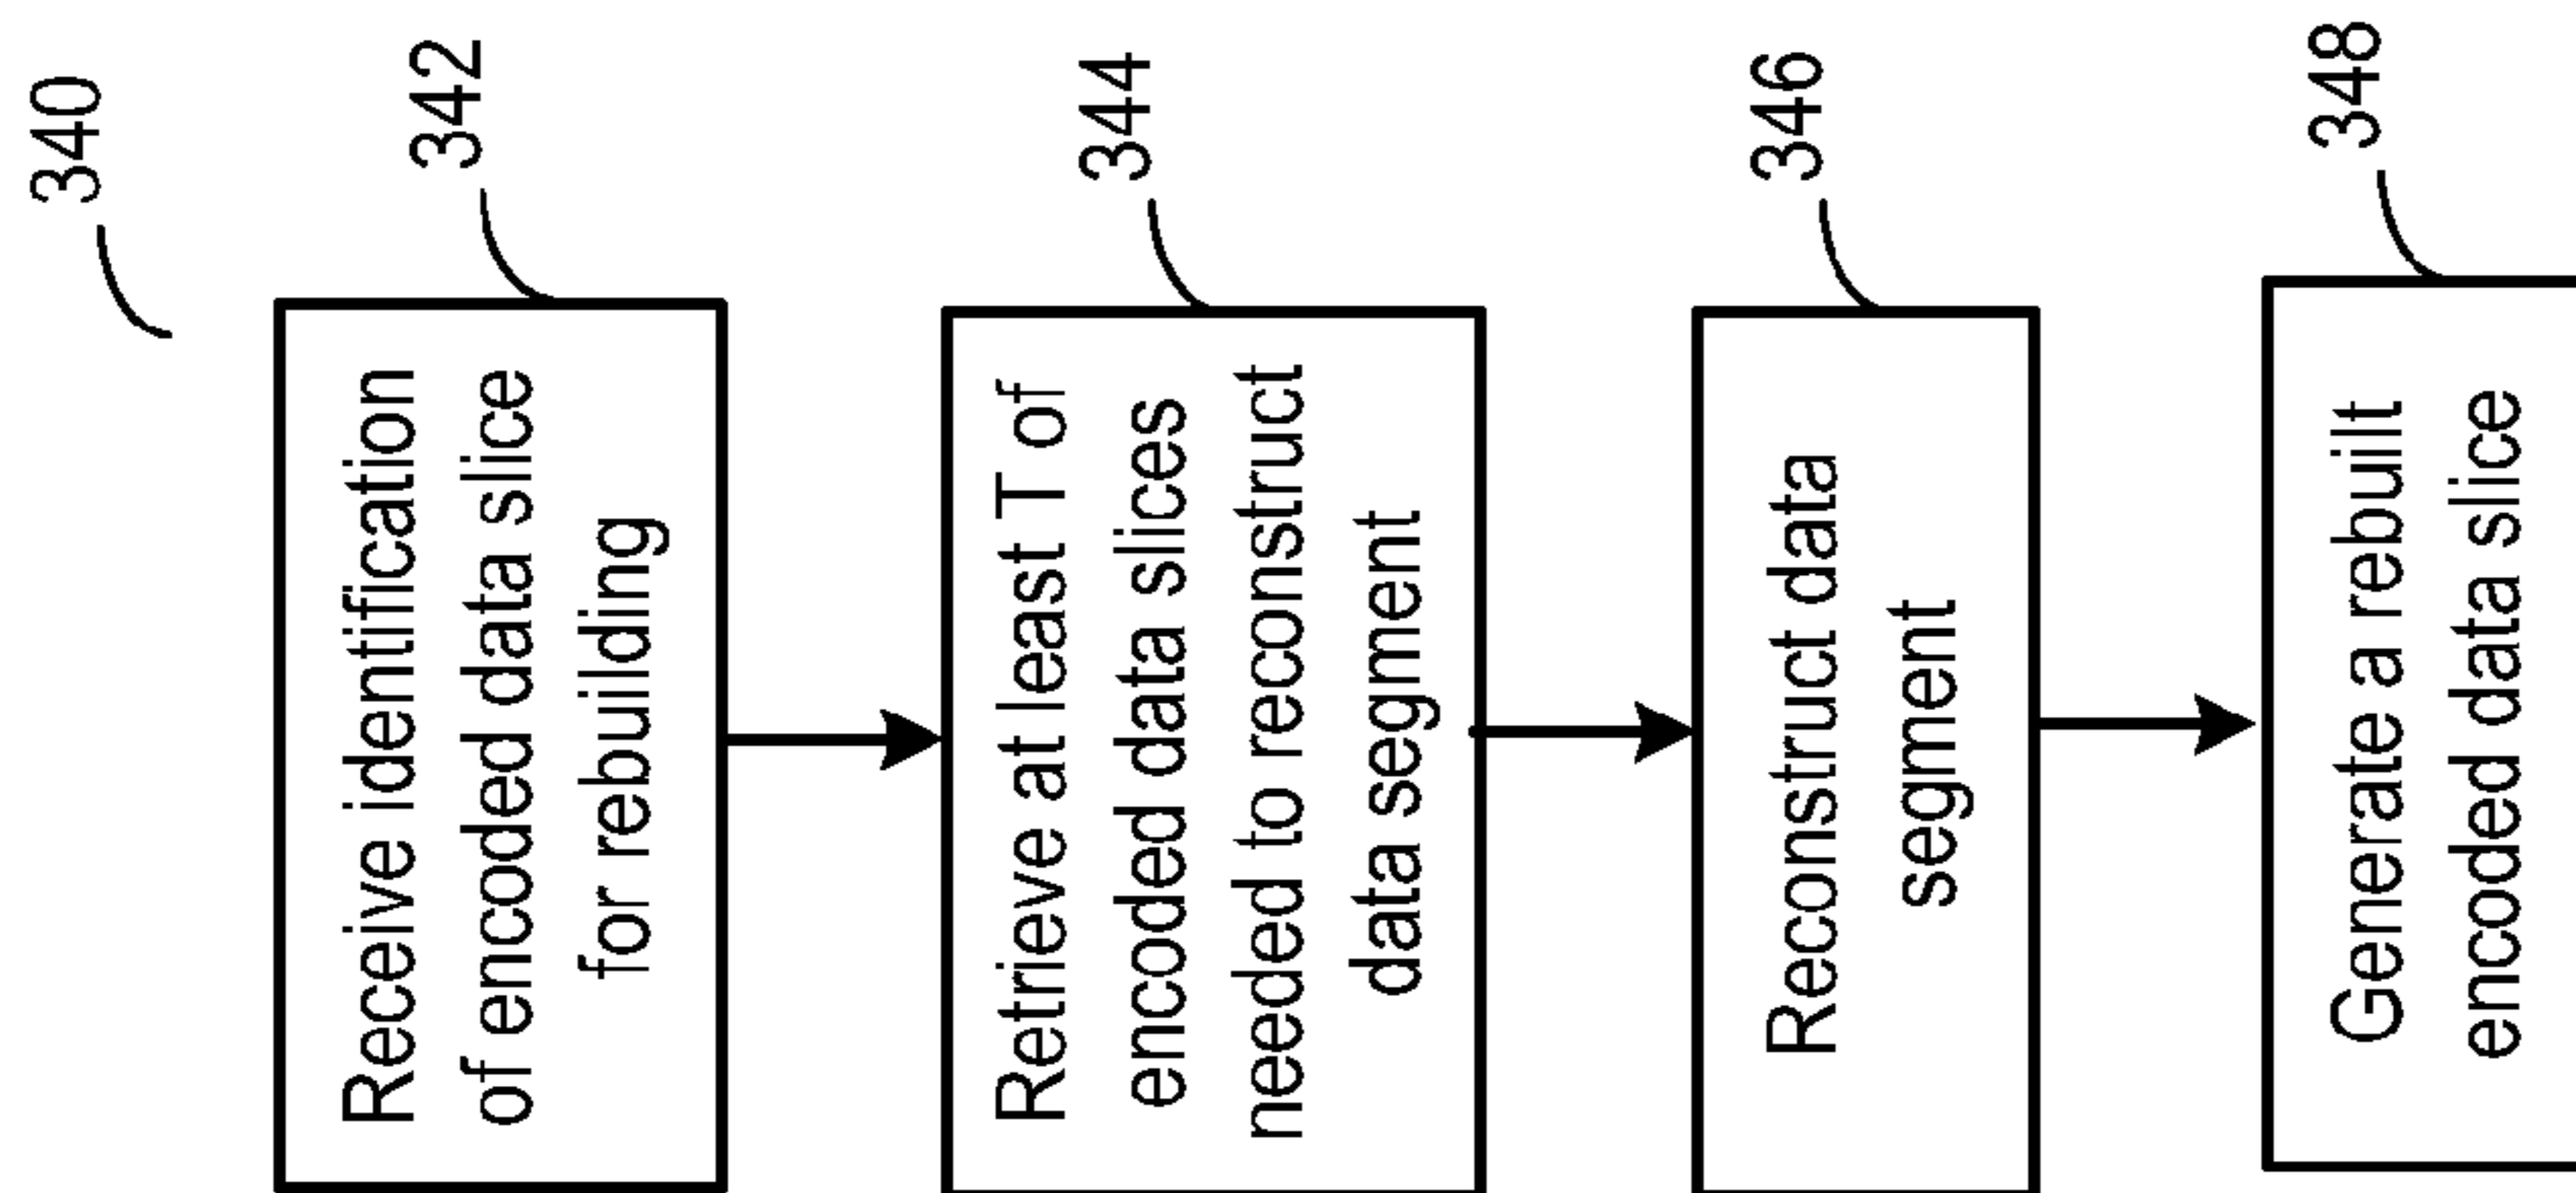 340
342
Receive identification
of encoded data slice
for rebuilding
344
Retrieve at least T of
encoded data slices
needed to reconstruct
data segment
346
Reconstruct data
segment
348
Generate a rebuilt
encoded data slice